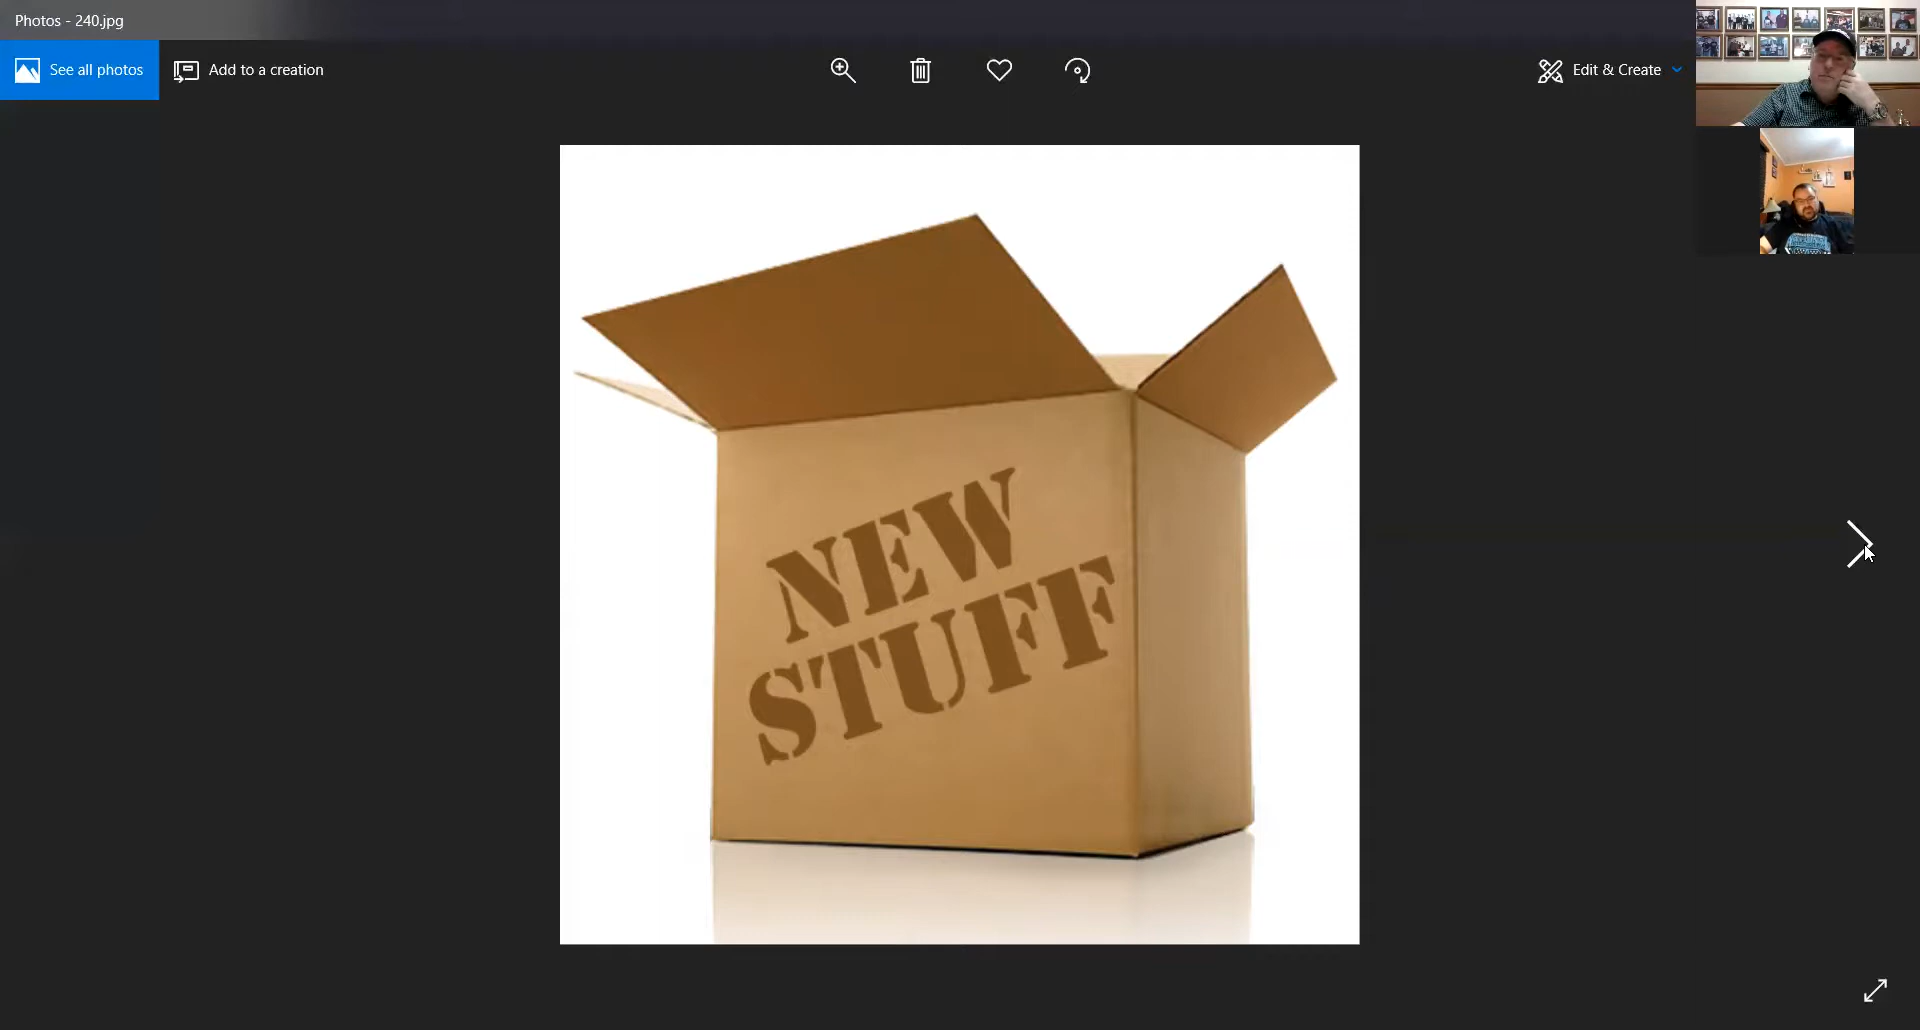 Photos - 240.jpg
See all photos
Add to a creation
Edit & Create
NEW
STUFF